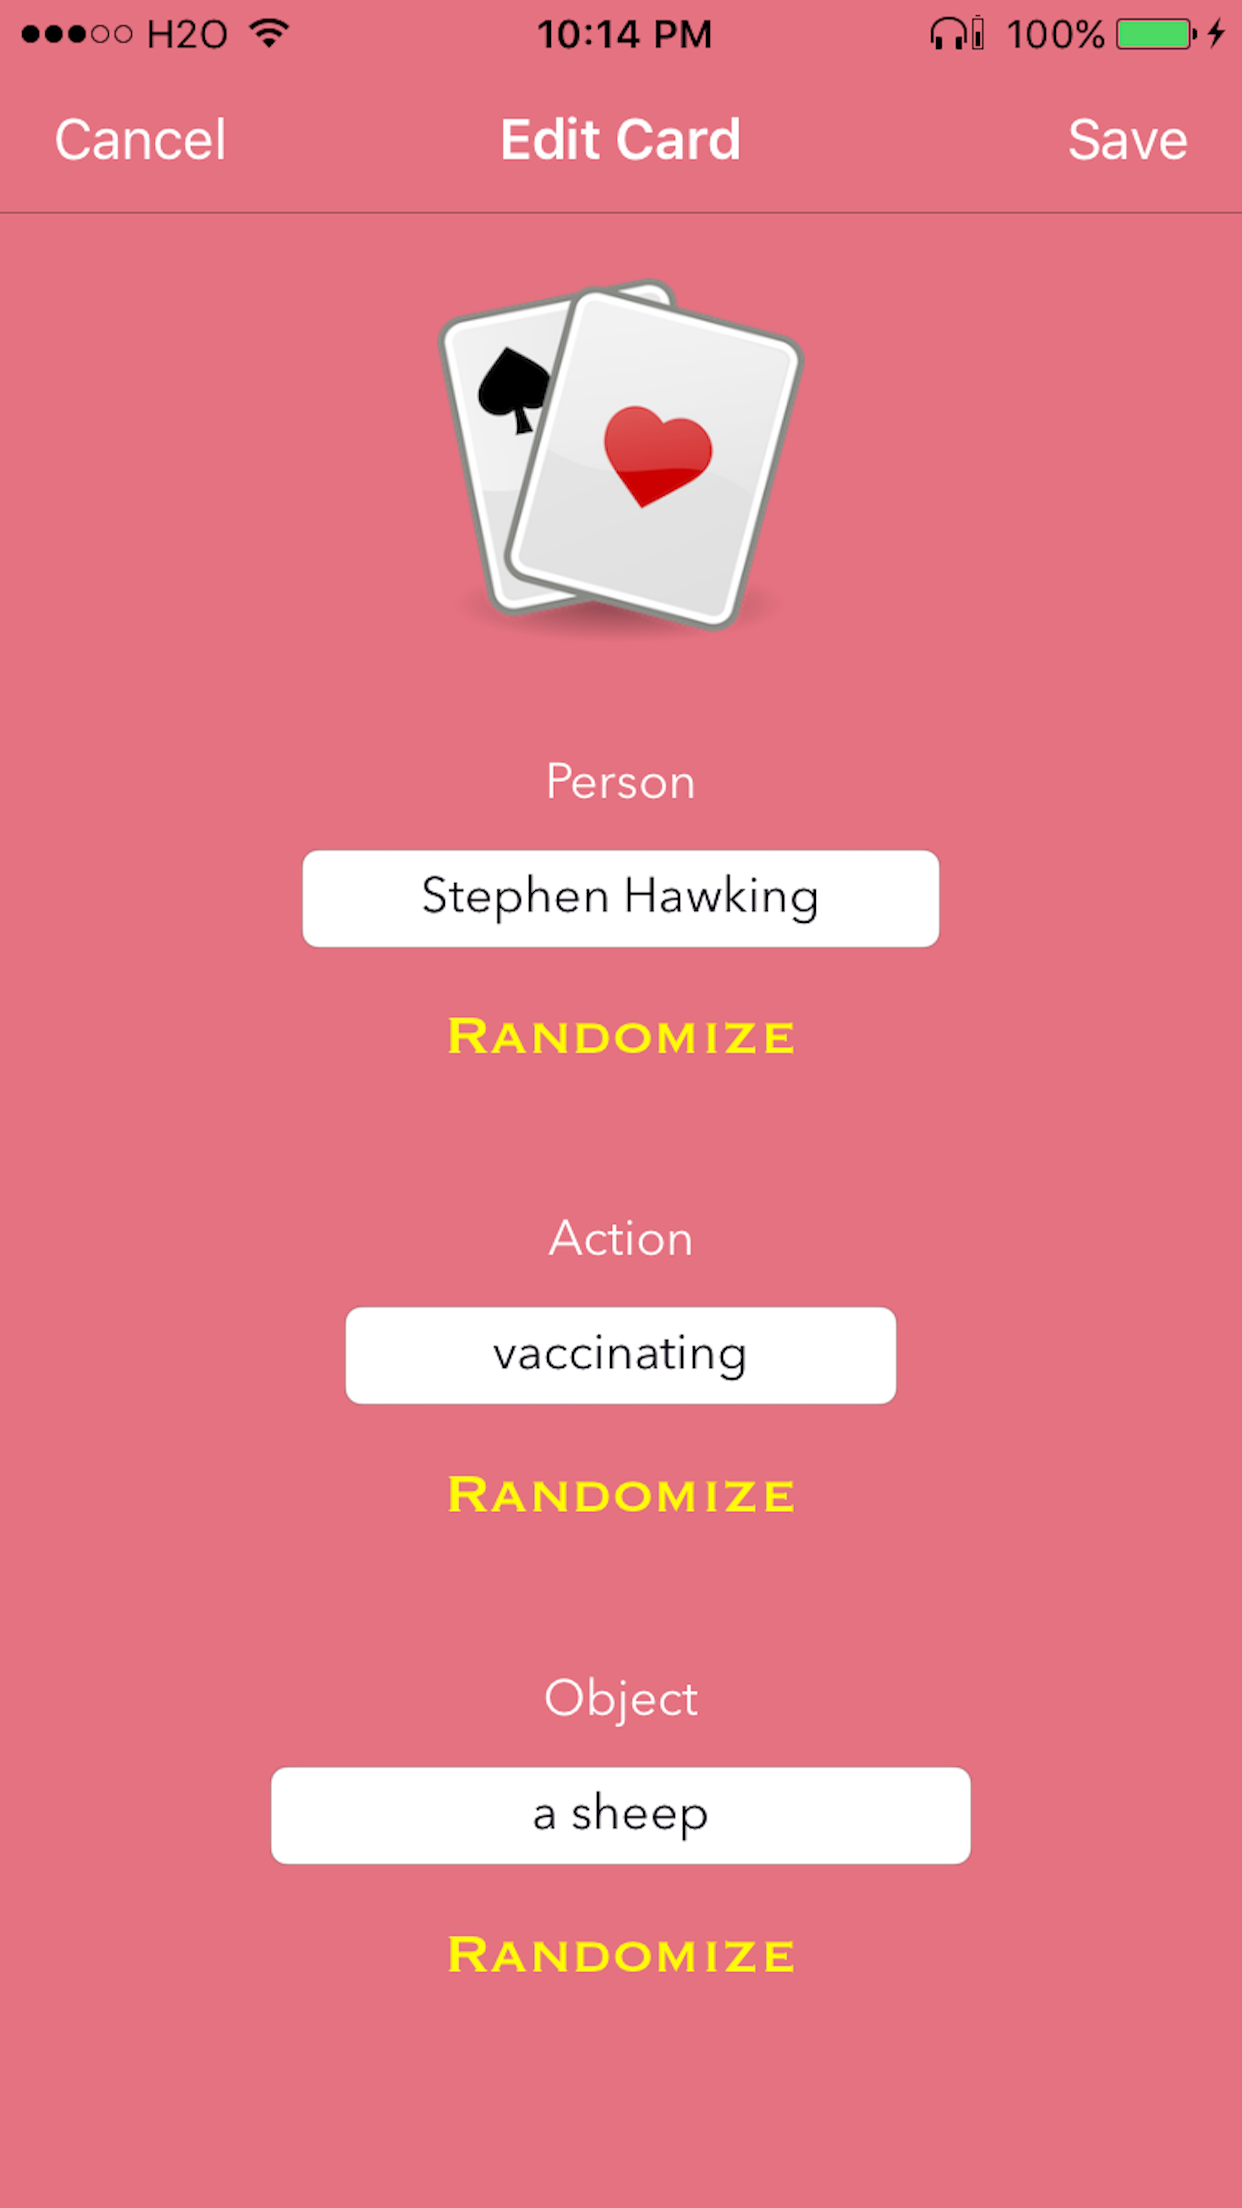 H2O 10:14 PM 100%
Cancel Edit Card Save
Person
Stephen Hawking
RANDOMIZE
Action
vaccinating
RANDOMIZE
Object
a sheep
RANDOMIZE